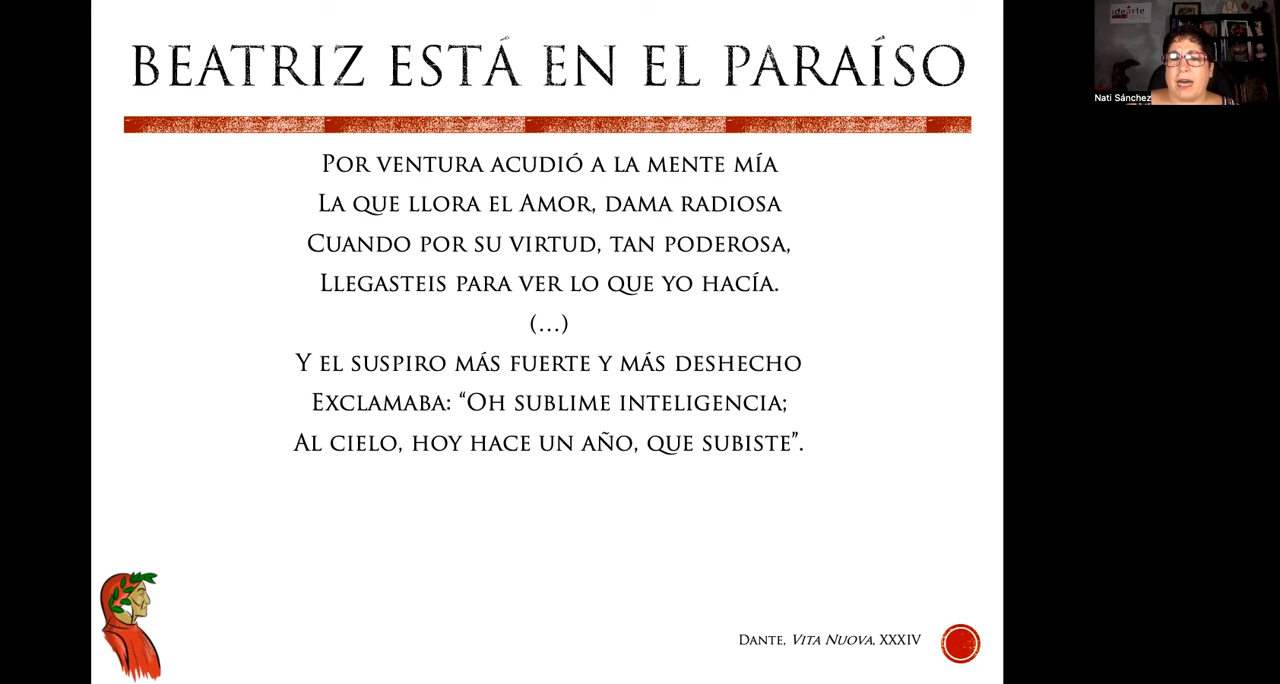 BEATRIZ ESTÁ EN EL PARAÍSO
POR VENTURA ACUDIÓ A LA MENTE MÍA
LA QUE LLORA EL AMOR, DAMA RADIOSA
CUANDO POR SU VIRTUD, TAN PODEROSA,
LLEGASTEIS PARA VER LO QUE YO HACÍA.
(…)
Y EL SUSPIRO MÁS FUERTE Y MÁS DESHECHO
EXCLAMABA: “OH SUBLIME INTELIGENCIA;
AL CIELO, HOY HACE UN AÑO, QUE SUBISTE”.
DANTE, VITA NUOVA, XXXIV
idearte
Nati Sánchez